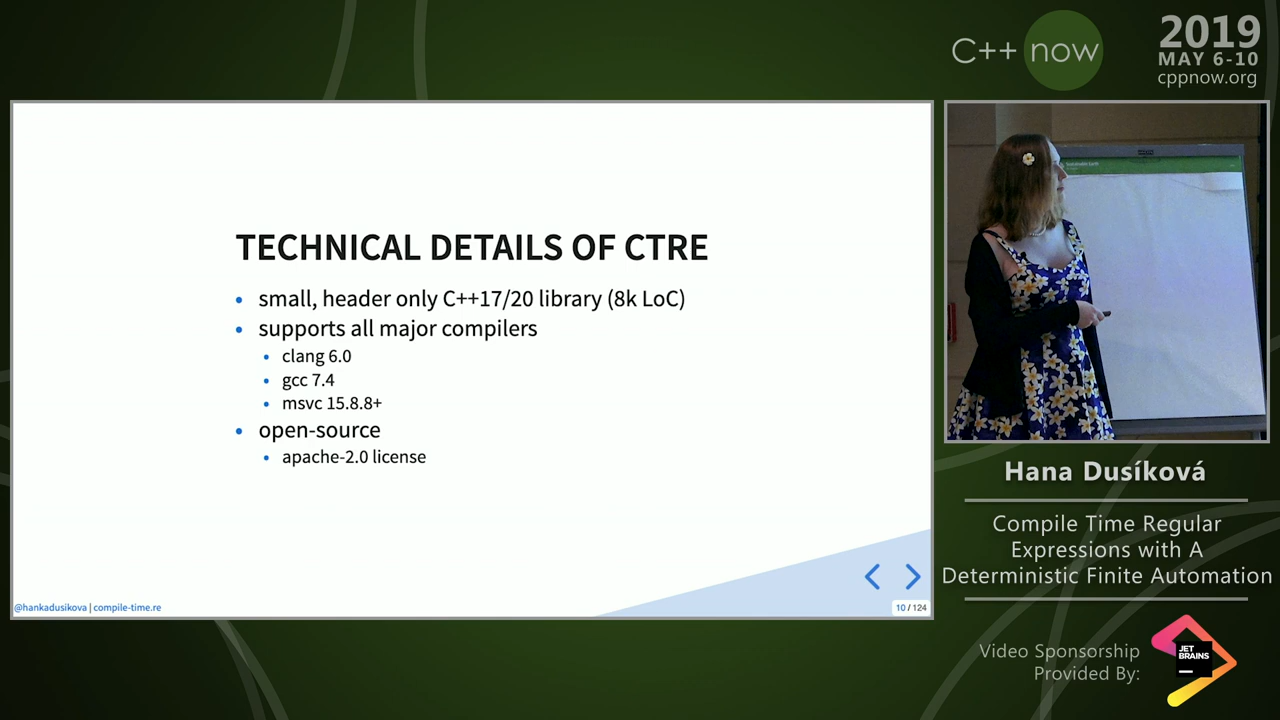 C++ now
2019
MAY 6-10
cppnow.org
TECHNICAL DETAILS OF CTRE
• small, header only C++17/20 library (8k LoC)
• supports all major compilers
• clang 6.0
• gcc 7.4
• msvc 15.8.8+
• open-source
• apache-2.0 license
@hankadusikova | compile-time.re
10 / 124
Hana Dusíková
Compile Time Regular
Expressions with A
Deterministic Finite Automation
Video Sponsorship
Provided By:
JET
BRAINS